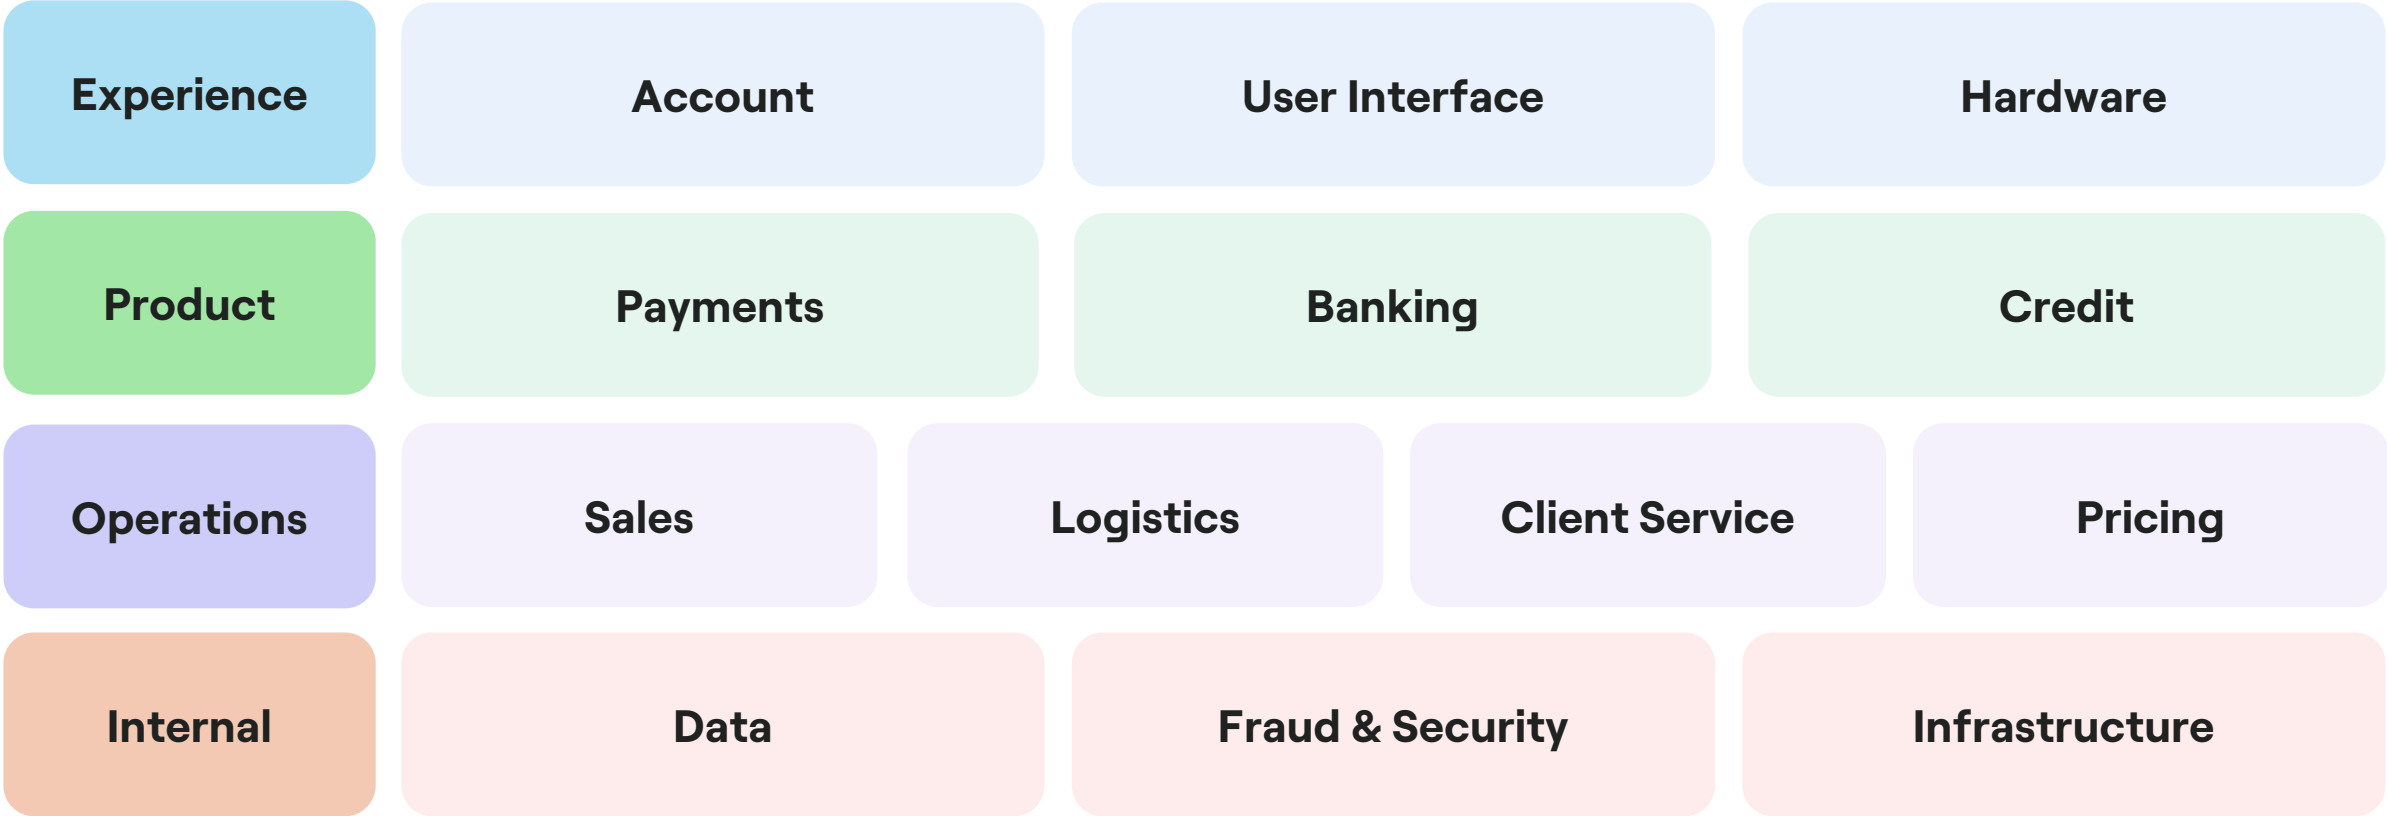 Experience
Account
User Interface
Hardware
Product
Payments
Banking
Credit
Operations
Sales
Logistics
Client Service
Pricing
Internal
Data
Fraud & Security
Infrastructure